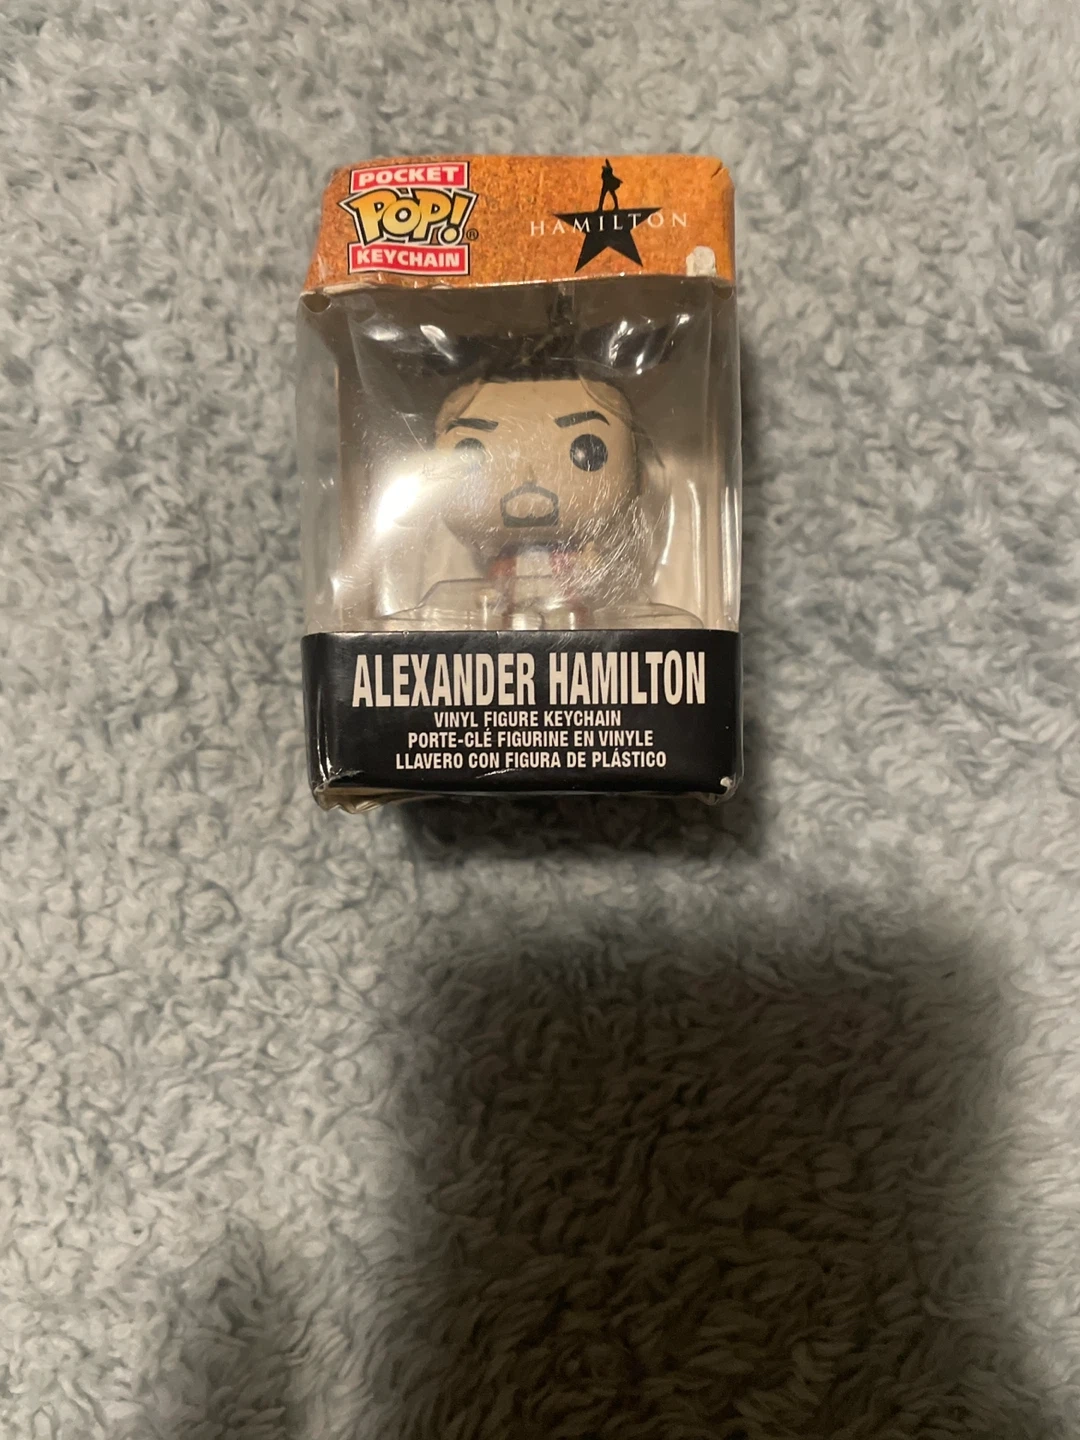 POCKET
POP!®
KEYCHAIN
HAMILTON
ALEXANDER HAMILTON
VINYL FIGURE KEYCHAIN
PORTE-CLÉ FIGURINE EN VINYLE
LLAVERO CON FIGURA DE PLÁSTICO